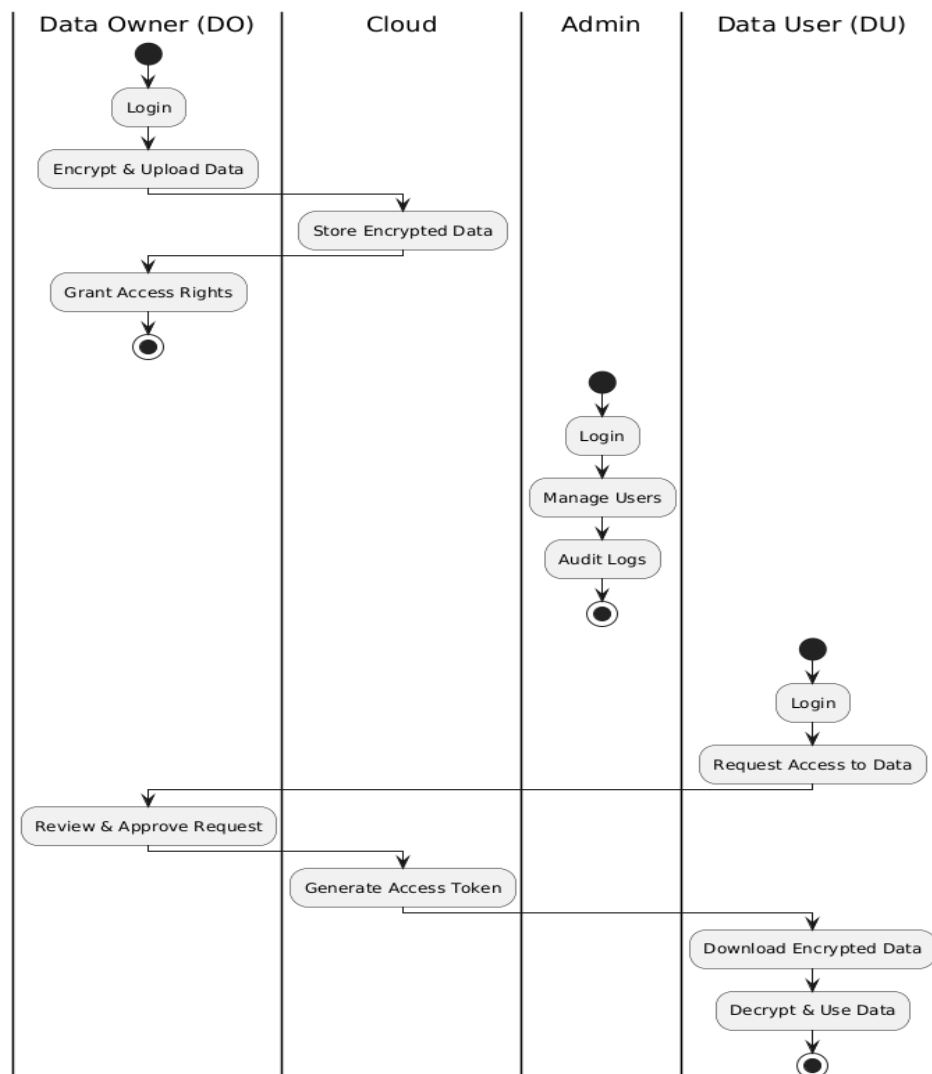 Data Owner (DO)
Cloud
Admin
Data User (DU)
Login
Encrypt & Upload Data
Store Encrypted Data
Grant Access Rights
Login
Manage Users
Audit Logs
Login
Request Access to Data
Review & Approve Request
Generate Access Token
Download Encrypted Data
Decrypt & Use Data